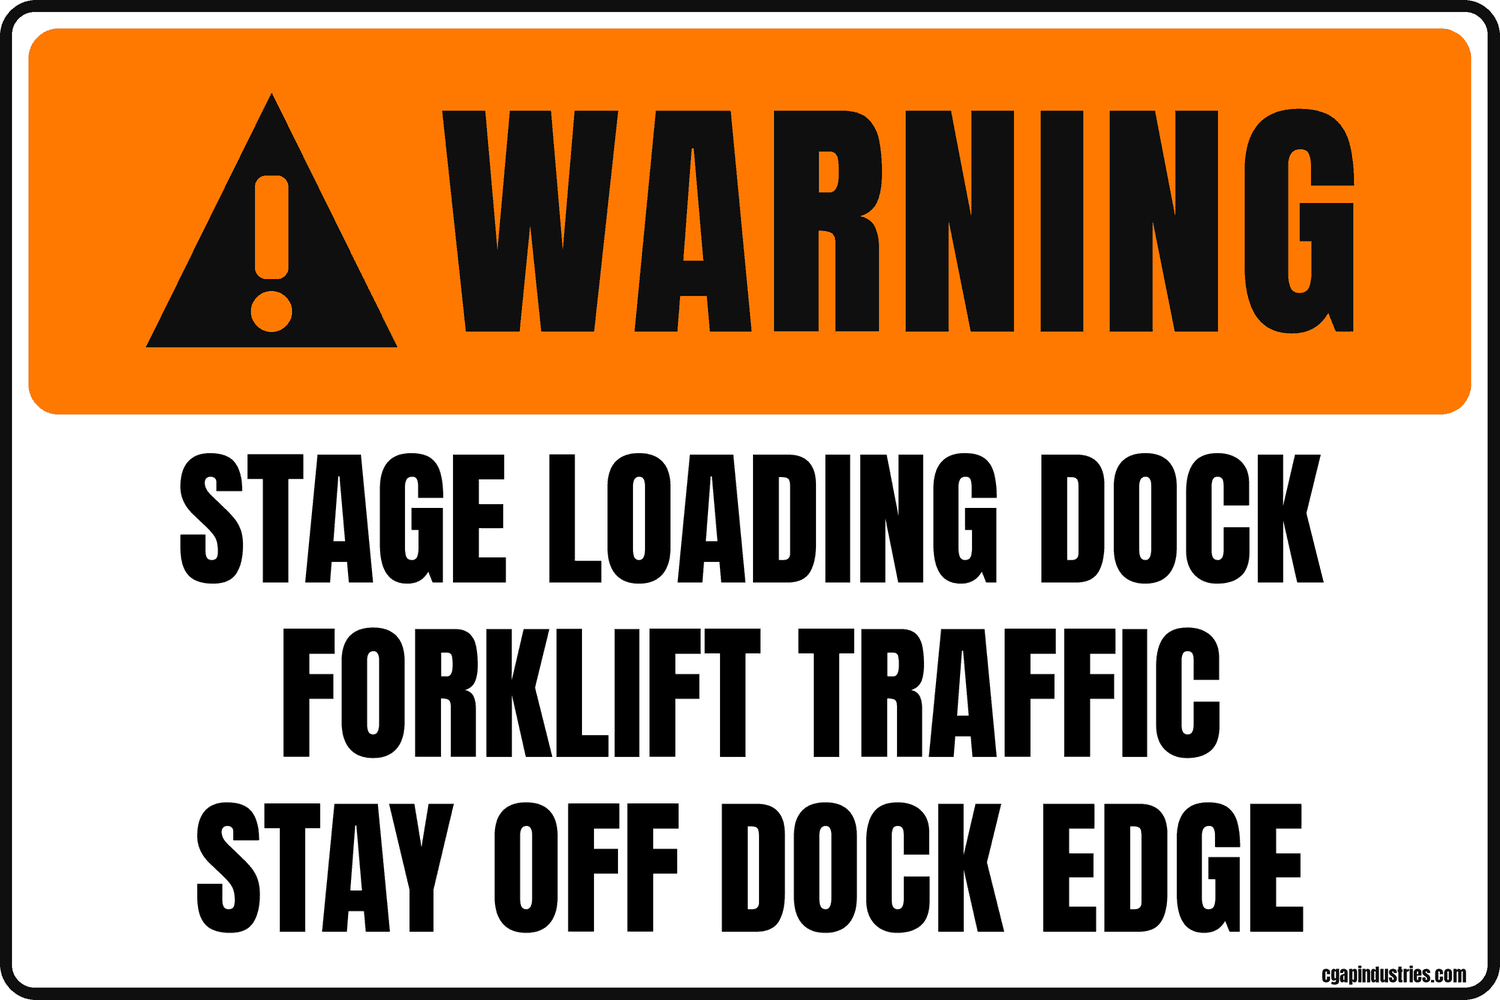 WARNING
STAGE LOADING DOCK
FORKLIFT TRAFFIC
STAY OFF DOCK EDGE
cgapindustries.com